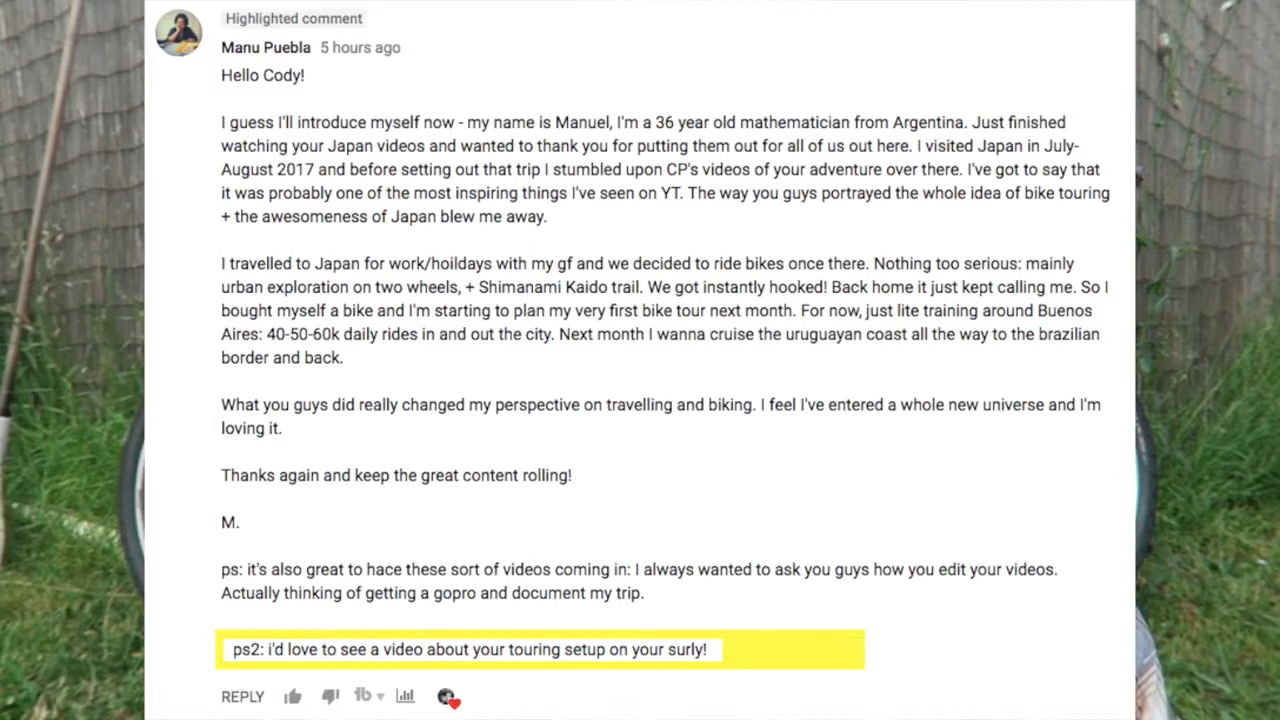 Highlighted comment
Manu Puebla 5 hours ago
Hello Cody!
I guess I'll introduce myself now - my name is Manuel, I'm a 36 year old mathematician from Argentina. Just finished
watching your Japan videos and wanted to thank you for putting them out for all of us out here. I visited Japan in July-
August 2017 and before setting out that trip I stumbled upon CP's videos of your adventure over there. I've got to say that
it was probably one of the most inspiring things I've seen on YT. The way you guys portrayed the whole idea of bike touring
+ the awesomeness of Japan blew me away.
I travelled to Japan for work/hoildays with my gf and we decided to ride bikes once there. Nothing too serious: mainly
urban exploration on two wheels, + Shimanami Kaido trail. We got instantly hooked! Back home it just kept calling me. So I
bought myself a bike and I'm starting to plan my very first bike tour next month. For now, just lite training around Buenos
Aires: 40-50-60k daily rides in and out the city. Next month I wanna cruise the uruguayan coast all the way to the brazilian
border and back.
What you guys did really changed my perspective on travelling and biking. I feel I've entered a whole new universe and I'm
loving it.
Thanks again and keep the great content rolling!
M.
ps: it's also great to hace these sort of videos coming in: I always wanted to ask you guys how you edit your videos.
Actually thinking of getting a gopro and document my trip.
ps2: i'd love to see a video about your touring setup on your surly!
REPLY